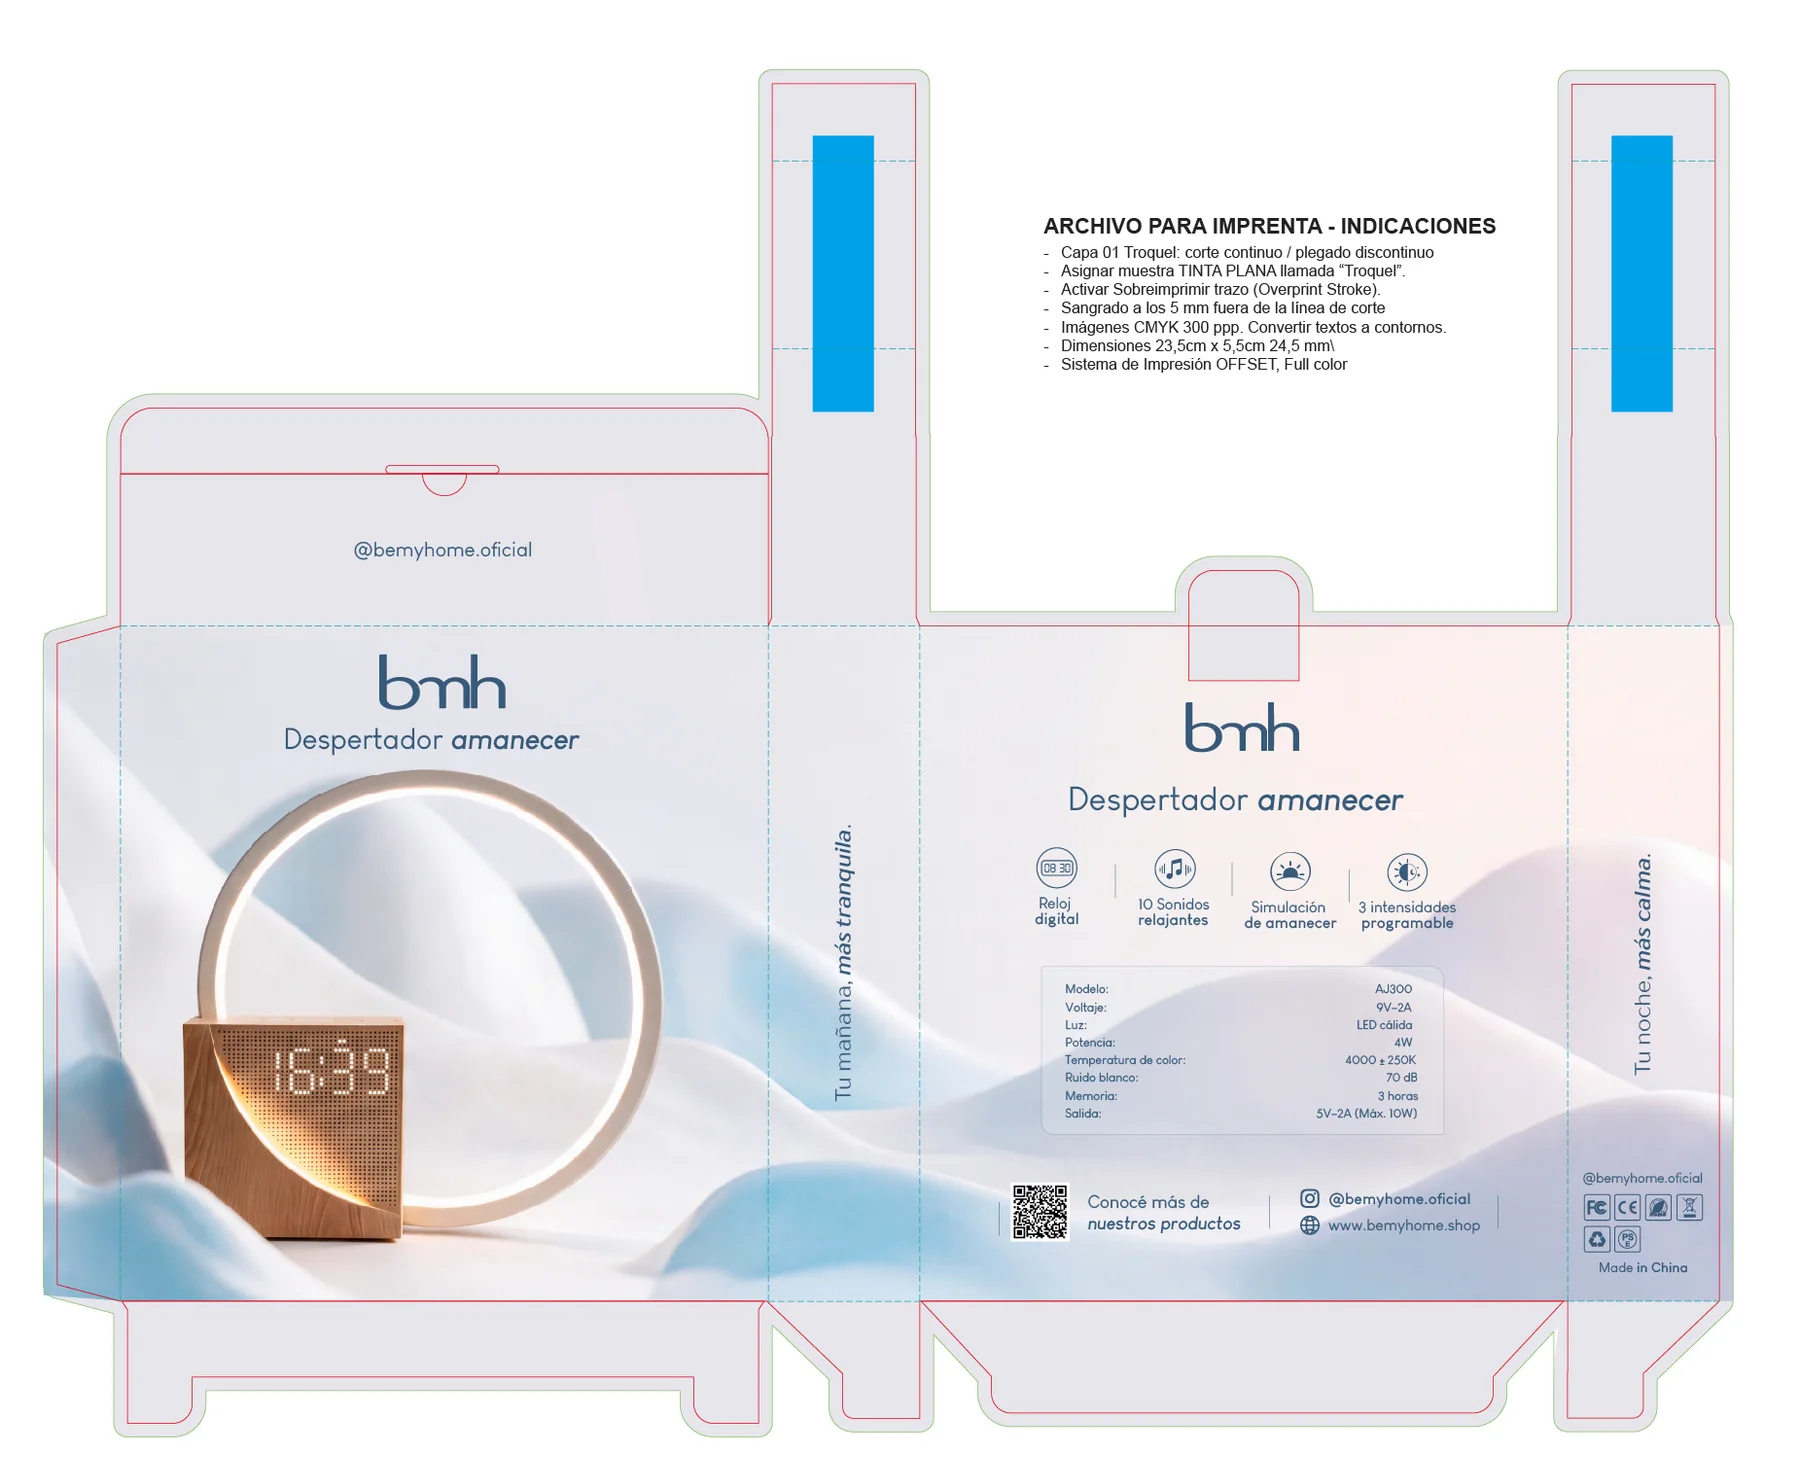 ARCHIVO PARA IMPRENTA - INDICACIONES
- Capa 01 Troquel: corte continuo / plegado discontinuo
- Asignar muestra TINTA PLANA llamada “Troquel”.
- Activar Sobreimprimir trazo (Overprint Stroke).
- Sangrado a los 5 mm fuera de la línea de corte
- Imágenes CMYK 300 ppp. Convertir textos a contornos.
- Dimensiones 23,5cm x 5,5cm 24,5 mm\
- Sistema de Impresión OFFSET, Full color
@bemyhome.oficial
bmh
Despertador amanecer
16:39
Tu mañana, más tranquila.
bmh
Despertador amanecer
08 30
Reloj
digital
10 Sonidos
relajantes
Simulación
de amanecer
3 intensidades
programable
Modelo: AJ300
Voltaje: 9V–2A
Luz: LED cálida
Potencia: 4W
Temperatura de color: 4000 ± 250K
Ruido blanco: 70 dB
Memoria: 3 horas
Salida: 5V–2A (Máx. 10W)
Conocé más de
nuestros productos
@bemyhome.oficial
www.bemyhome.shop
Tu noche, más calma.
@bemyhome.oficial
FC CE
PS
E
Made in China